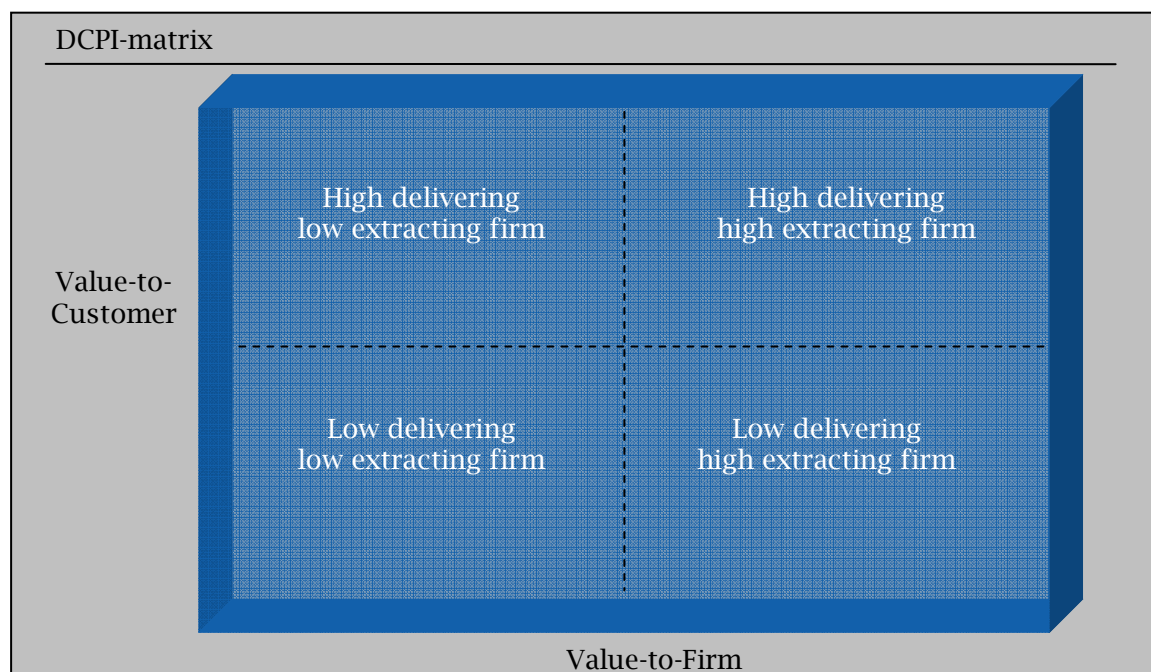 DCPI-matrix
High delivering
low extracting firm
High delivering
high extracting firm
Value-to-
Customer
Low delivering
low extracting firm
Low delivering
high extracting firm
Value-to-Firm